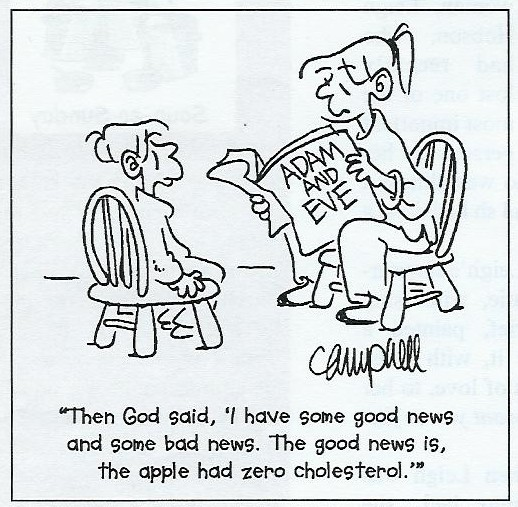 ADAM
AND
EVE
campbell
"Then God said, 'I have some good news
and some bad news. The good news is,
the apple had zero cholesterol.'"